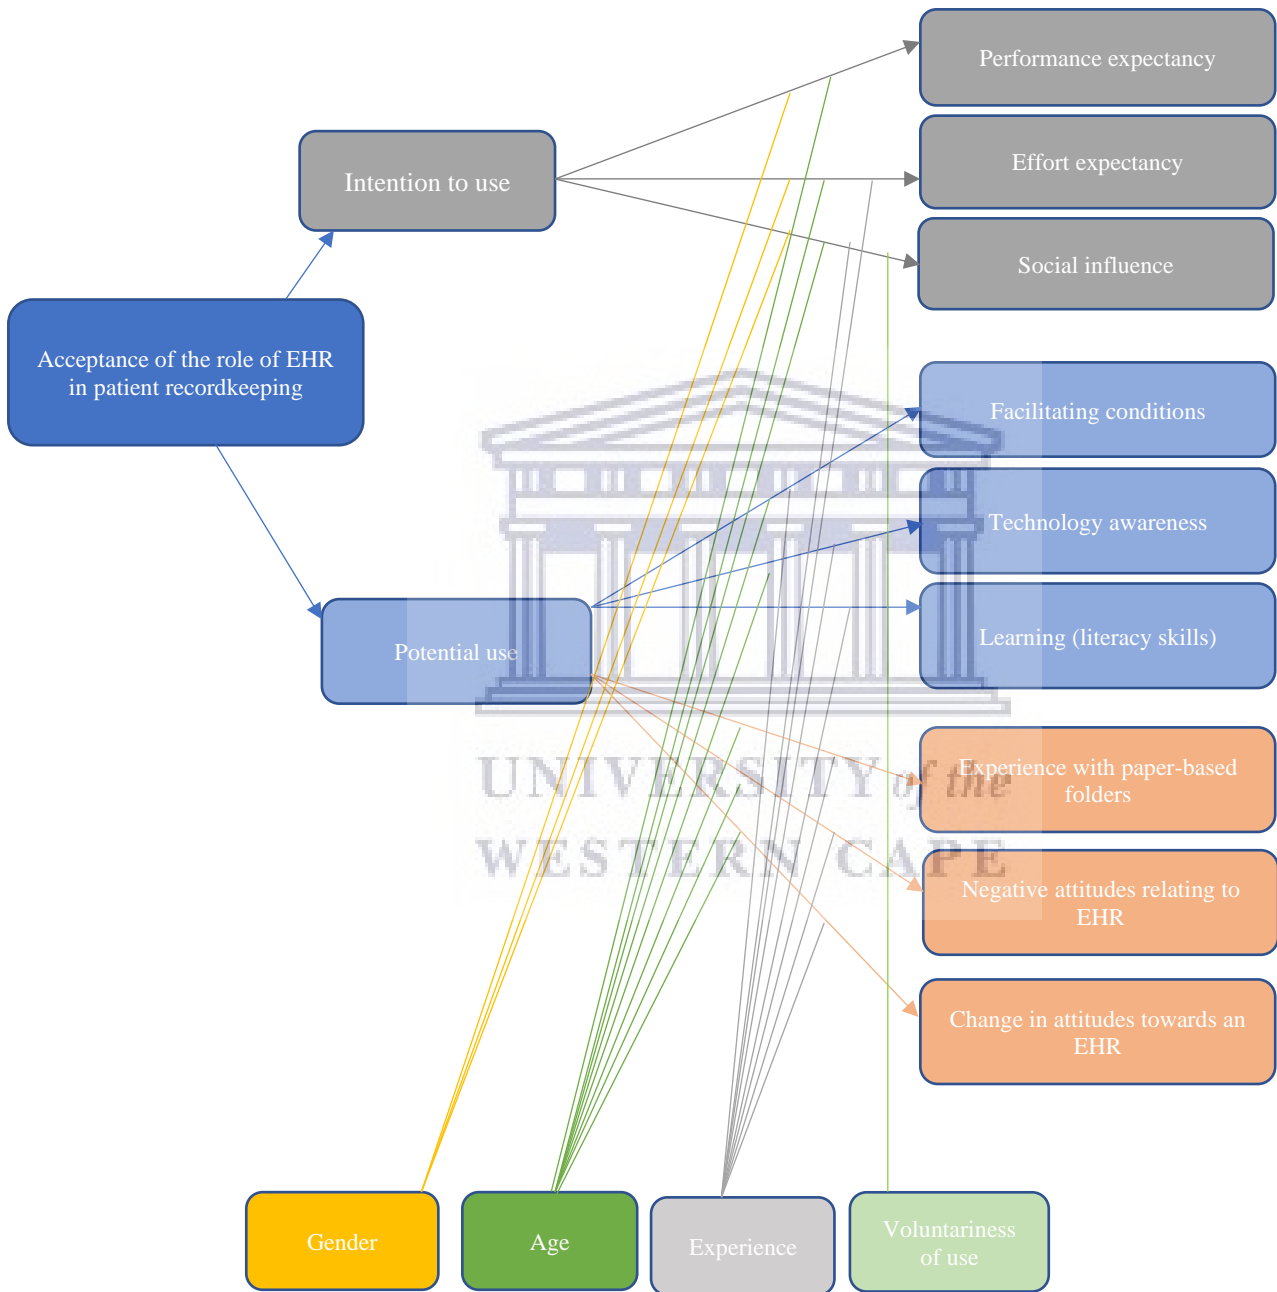 Performance expectancy
Effort expectancy
Intention to use
Social influence
Acceptance of the role of EHR
in patient recordkeeping
Facilitating conditions
Technology awareness
Learning (literacy skills)
Potential use
Experience with paper-based
folders
UNIVERSITY of the
WESTERN CAPE
Negative attitudes relating to
EHR
Change in attitudes towards an
EHR
Gender
Age
Experience
Voluntariness
of use